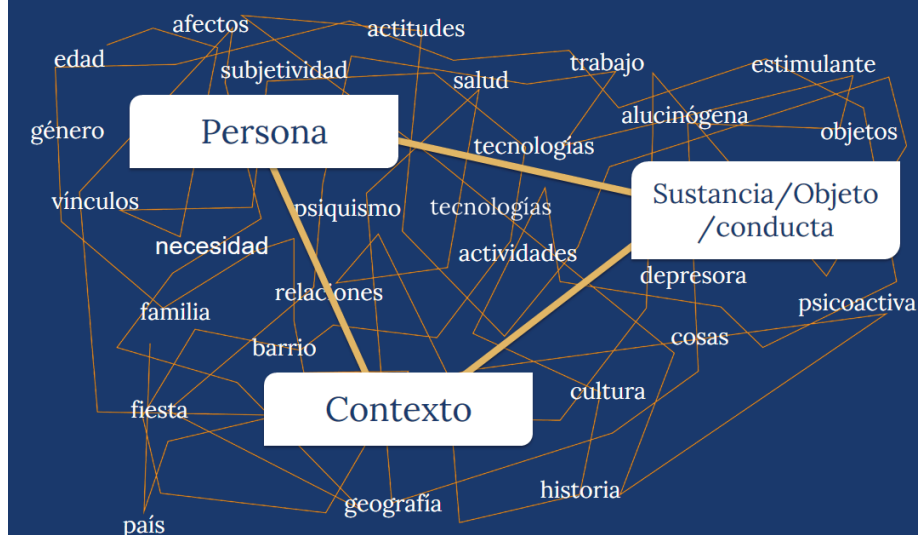 afectos
actitudes
edad
subjetividad
salud
trabajo
estimulante
género
Persona
tecnologías
alucinógena
objetos
vínculos
psiquismo
tecnologías
Sustancia/Objeto
/conducta
necesidad
actividades
depresora
familia
relaciones
psicoactiva
barrio
cosas
fiesta
Contexto
cultura
geografía
historia
país